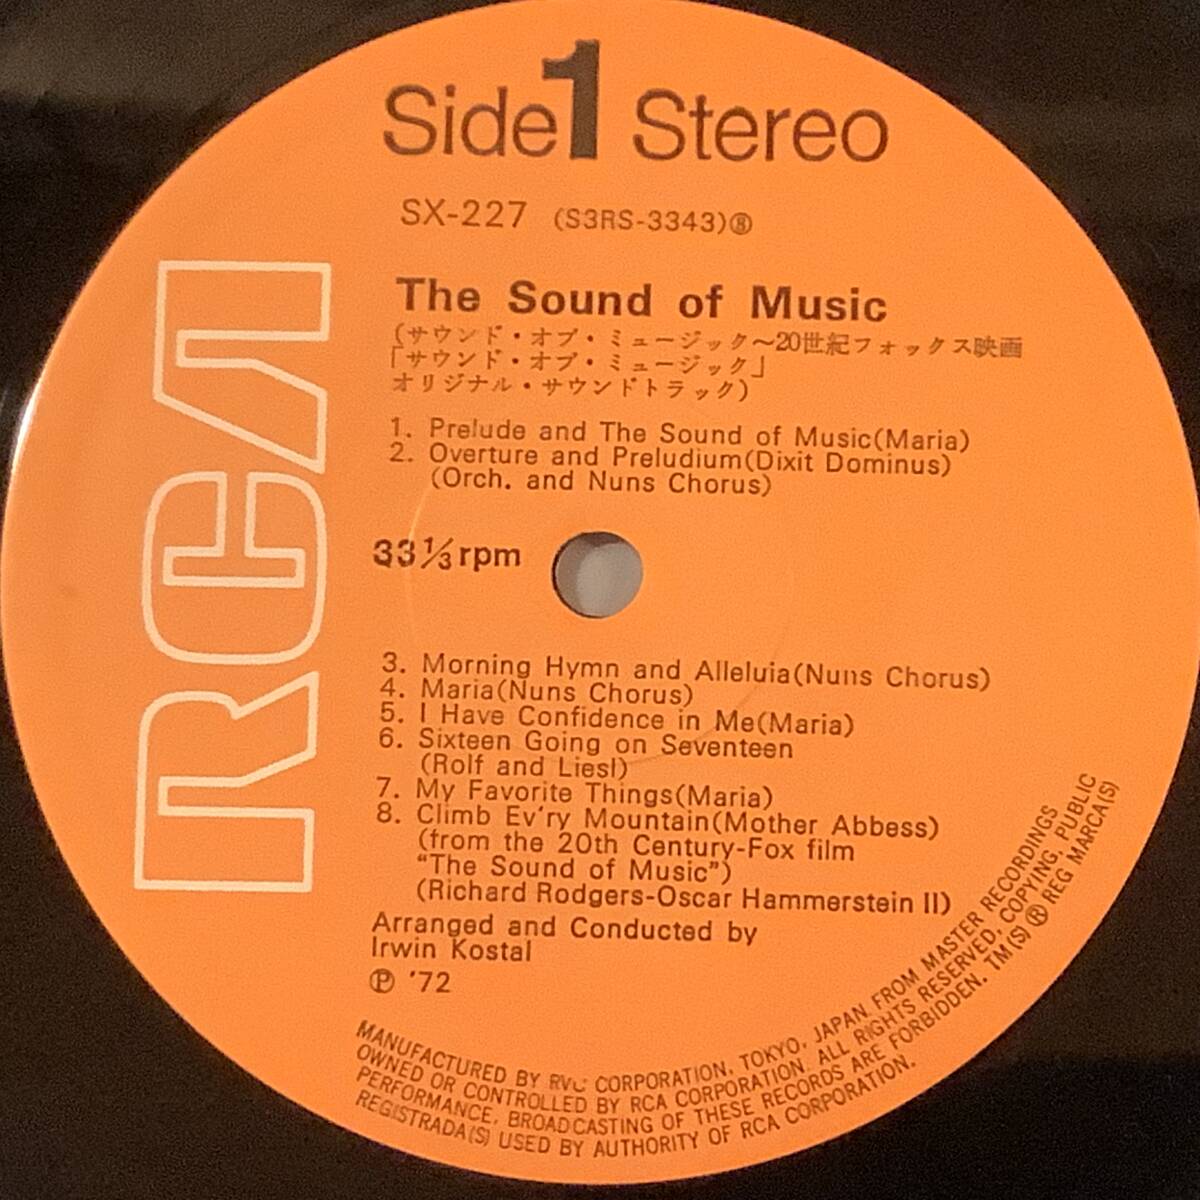 Side 1 Stereo
SX-227 (S3RS-3343)Ⓡ
The Sound of Music
(サウンド・オブ・ミュージック〜20世紀フォックス映画
「サウンド・オブ・ミュージック」
オリジナル・サウンドトラック)
1. Prelude and The Sound of Music(Maria)
2. Overture and Preludium(Dixit Dominus)
(Orch. and Nuns Chorus)
33 1/3 rpm
3. Morning Hymn and Alleluia(Nuns Chorus)
4. Maria(Nuns Chorus)
5. I Have Confidence in Me(Maria)
6. Sixteen Going on Seventeen
(Rolf and Liesl)
7. My Favorite Things(Maria)
8. Climb Ev'ry Mountain(Mother Abbess)
(from the 20th Century-Fox film
“The Sound of Music”)
(Richard Rodgers-Oscar Hammerstein II)
Arranged and Conducted by
Irwin Kostal
Ⓟ '72
RCA
MANUFACTURED BY RVC CORPORATION, TOKYO, JAPAN FROM MASTER RECORDINGS
OWNED OR CONTROLLED BY RCA CORPORATION. ALL RIGHTS RESERVED, COPYING, PUBLIC
PERFORMANCE, BROADCASTING OF THESE RECORDS ARE FORBIDDEN. TM(S) ® REG MARCA(S)
REGISTRADA(S) USED BY AUTHORITY OF RCA CORPORATION.